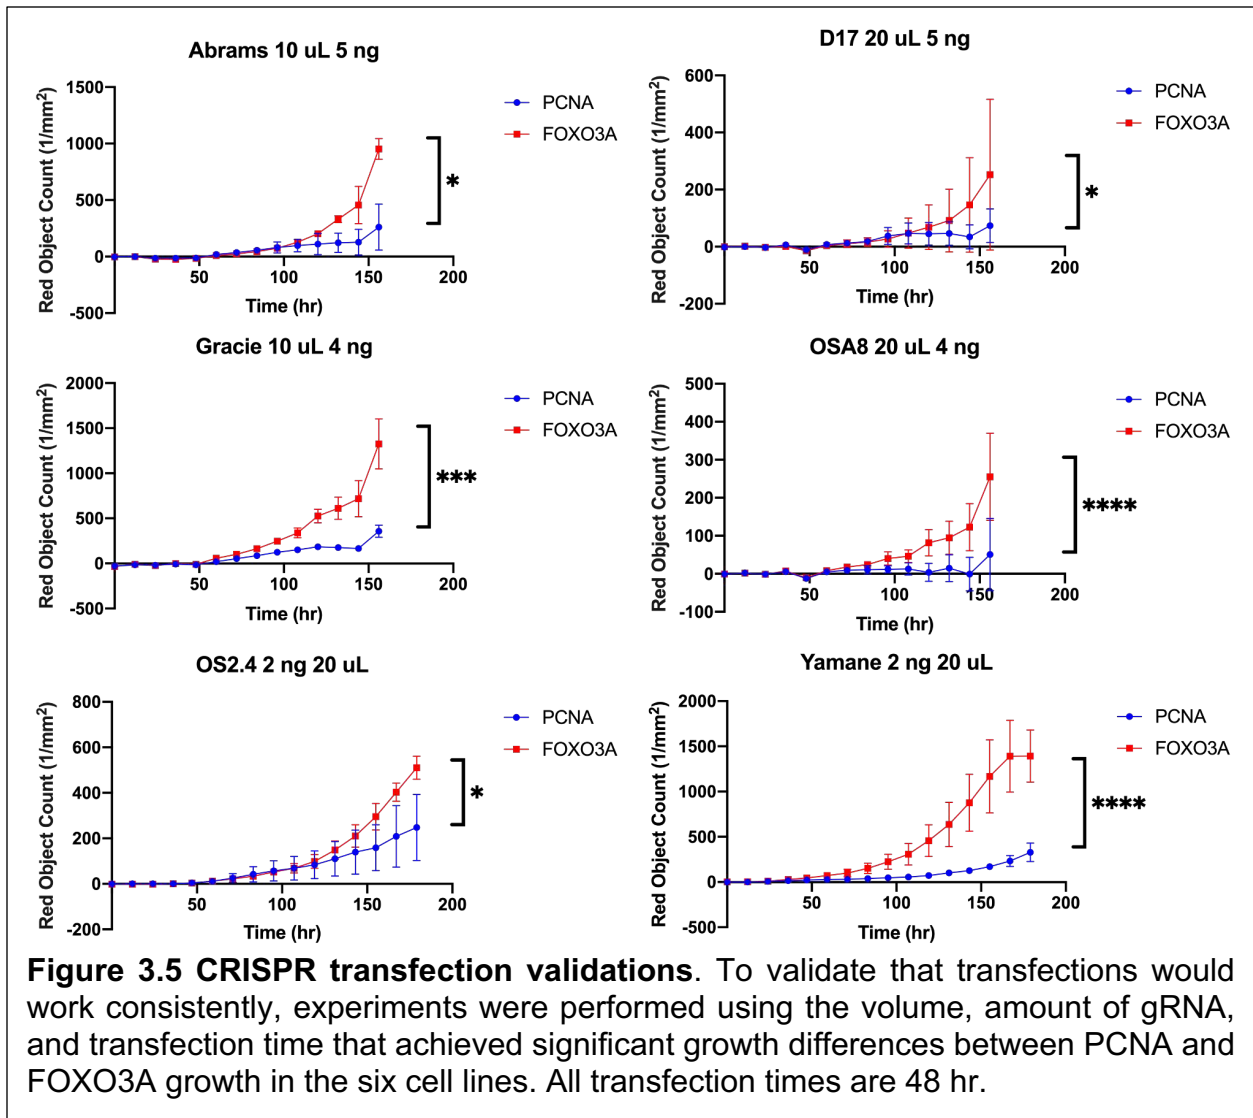 Abrams 10 uL 5 ng
Red Object Count (1/mm²)
1500
1000
500
0
-500
50
100
150
200
Time (hr)
PCNA
FOXO3A
*
D17 20 uL 5 ng
Red Object Count (1/mm²)
600
400
200
0
-200
50
100
150
200
Time (hr)
PCNA
FOXO3A
*
Gracie 10 uL 4 ng
Red Object Count (1/mm²)
2000
1500
1000
500
0
-500
50
100
150
200
Time (hr)
PCNA
FOXO3A
***
OSA8 20 uL 4 ng
Red Object Count (1/mm²)
500
400
300
200
100
0
-100
50
100
150
200
Time (hr)
PCNA
FOXO3A
****
OS2.4 2 ng 20 uL
Red Object Count (1/mm²)
800
600
400
200
0
-200
50
100
150
200
Time (hr)
PCNA
FOXO3A
*
Yamane 2 ng 20 uL
Red Object Count (1/mm²)
2000
1500
1000
500
0
-500
50
100
150
200
Time (hr)
PCNA
FOXO3A
****
Figure 3.5 CRISPR transfection validations. To validate that transfections would
work consistently, experiments were performed using the volume, amount of gRNA,
and transfection time that achieved significant growth differences between PCNA and
FOXO3A growth in the six cell lines. All transfection times are 48 hr.